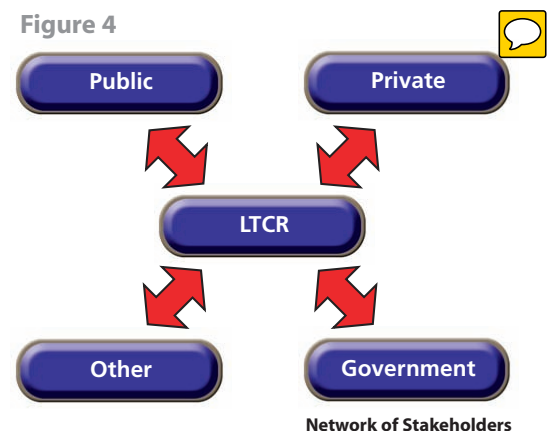 Figure 4
Public
Private
LTCR
Other
Government
Network of Stakeholders